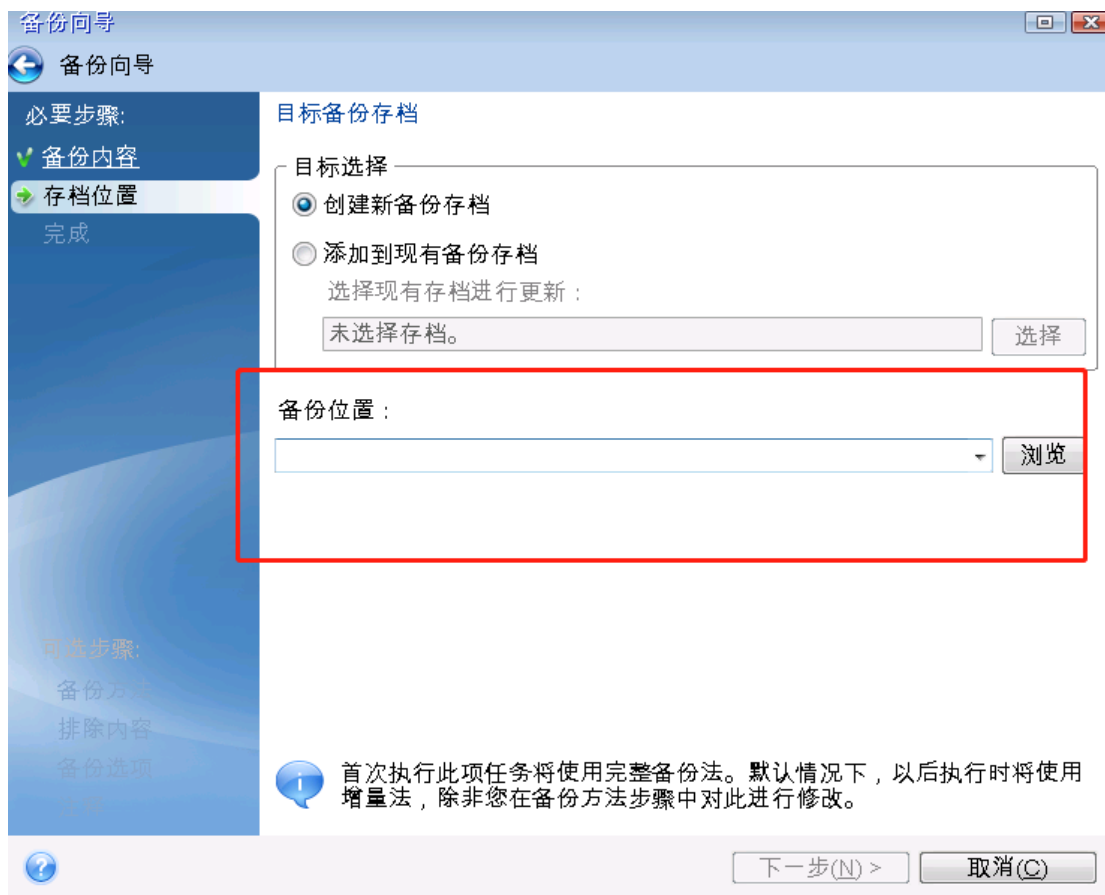 备份向导
备份向导
必要步骤:
备份内容
存档位置
完成
目标备份存档
目标选择
创建新备份存档
添加到现有备份存档
选择现有存档进行更新：
未选择存档。
选择
备份位置：
浏览
可选步骤:
备份方法
排除内容
备份选项
首次执行此项任务将使用完整备份法。默认情况下，以后执行时将使用
增量法，除非您在备份方法步骤中对此进行修改。
下一步(N) >
取消(C)